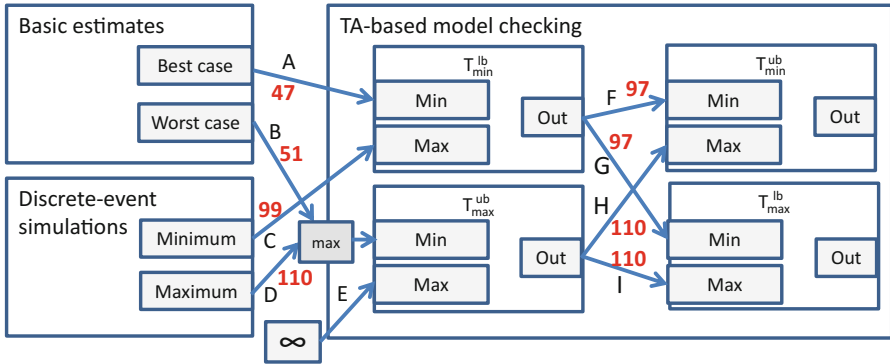 Basic estimates
Best case
Worst case
A
47
B
51
Discrete-event
simulations
Minimum
Maximum
99
C
D
110
max
E
∞
TA-based model checking
T_min^lb
Min
Max
Out
T_max^ub
Min
Max
Out
F
97
97
G
H
110
110
I
T_min^ub
Min
Max
Out
T_max^lb
Min
Max
Out